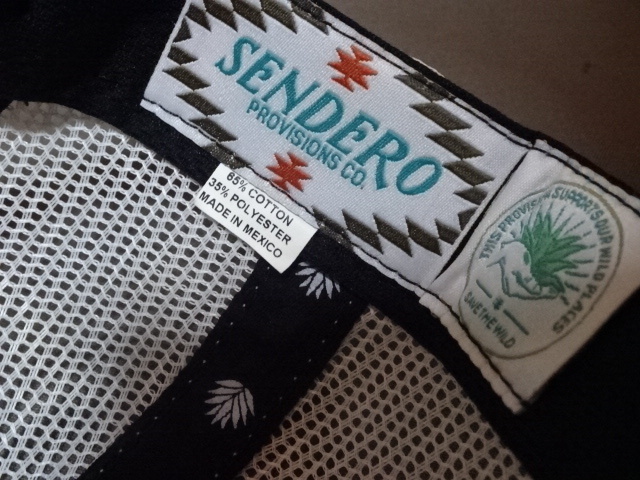 SENDERO
PROVISIONS CO.
65% COTTON
35% POLYESTER
MADE IN MEXICO
THIS PROVISION SUPPORTS OUR WILD PLACES
SAVE THE WILD